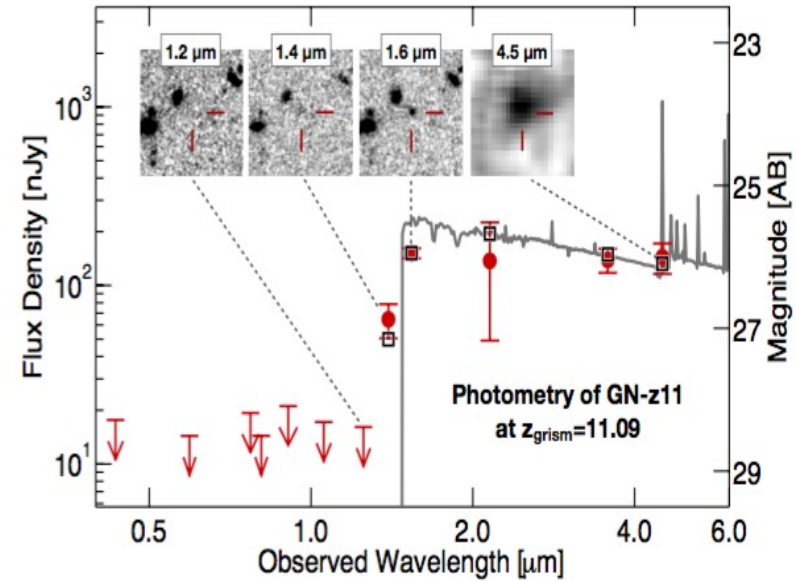 1.2 μm 1.4 μm 1.6 μm 4.5 μm
23
10³
25
10²
27
10¹
29
Flux Density [nJy]
Magnitude [AB]
Photometry of GN-z11
at z_grism=11.09
0.5 1.0 2.0 4.0 6.0
Observed Wavelength [μm]